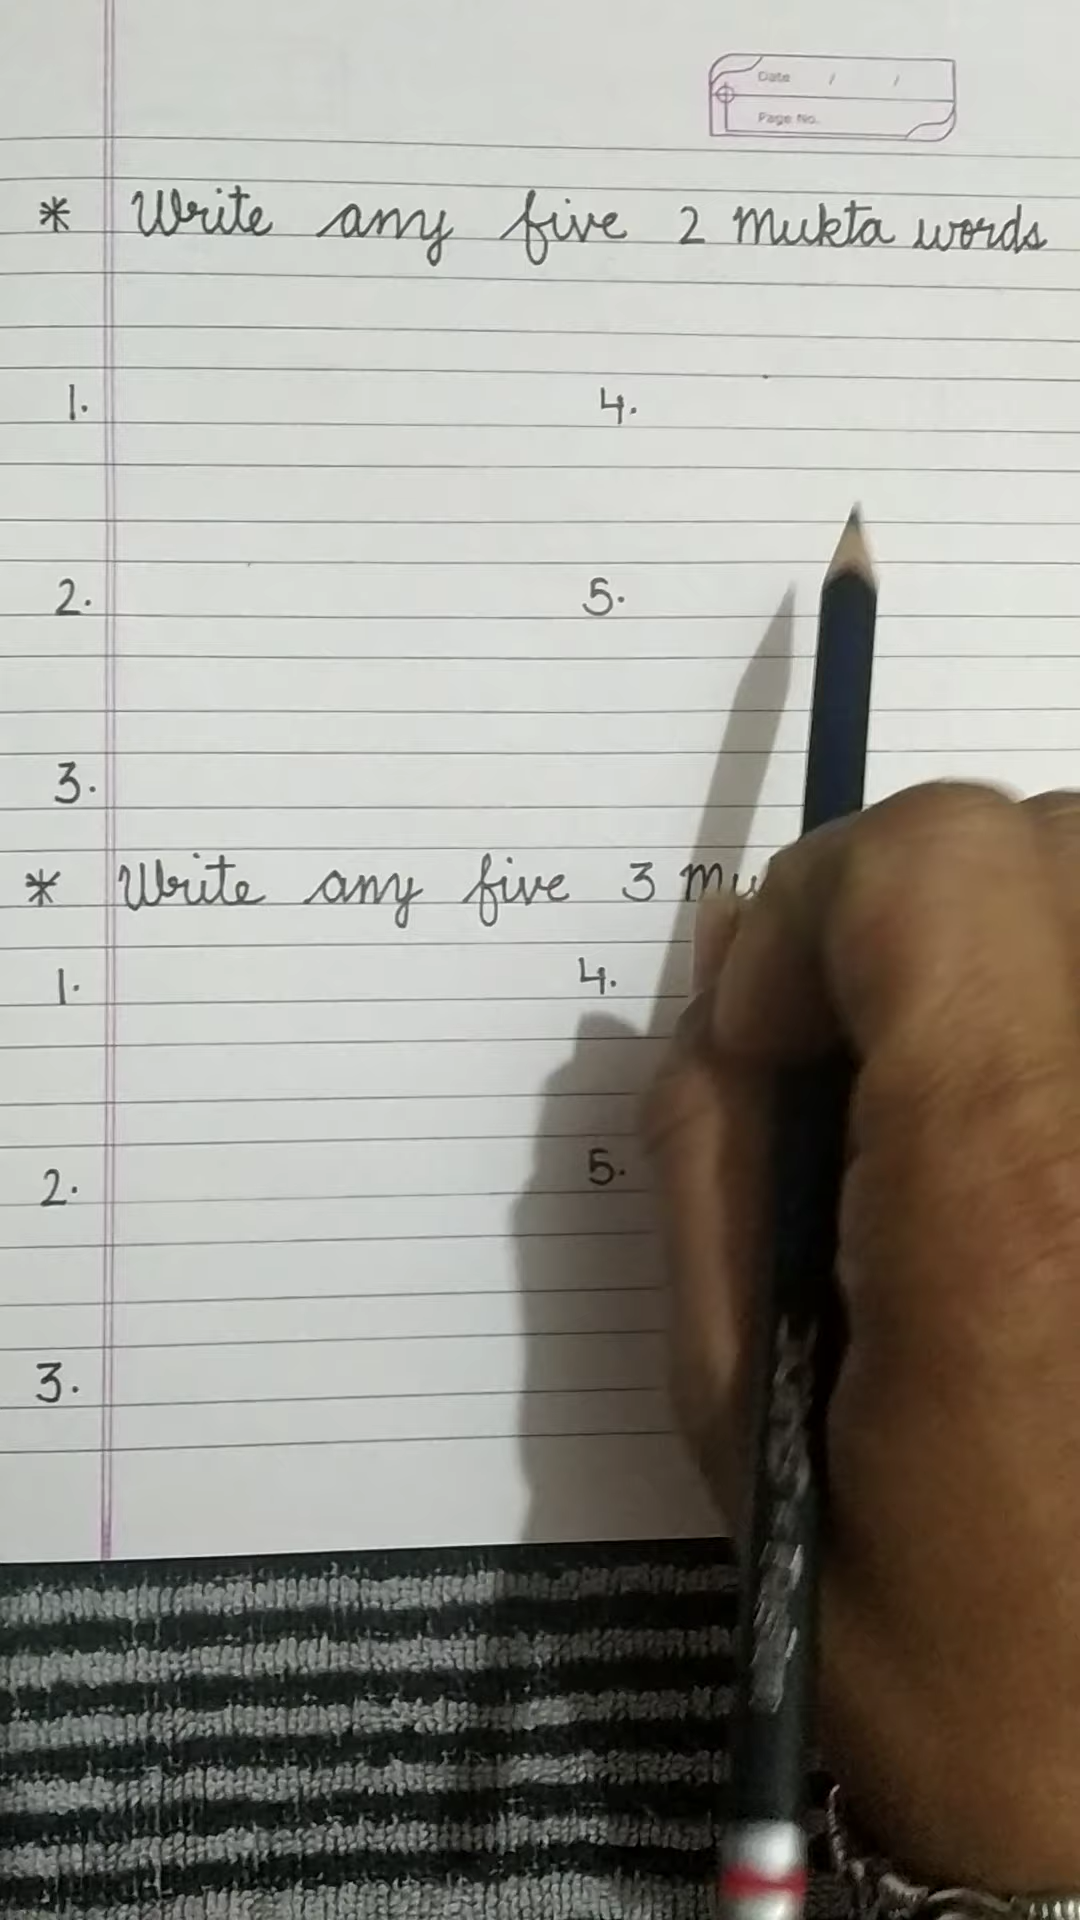 Date / /
Page No.
* Write any five 2 Mukta words
1. 4.
2. 5.
3.
* Write any five 3
1. 4.
2. 5.
3.